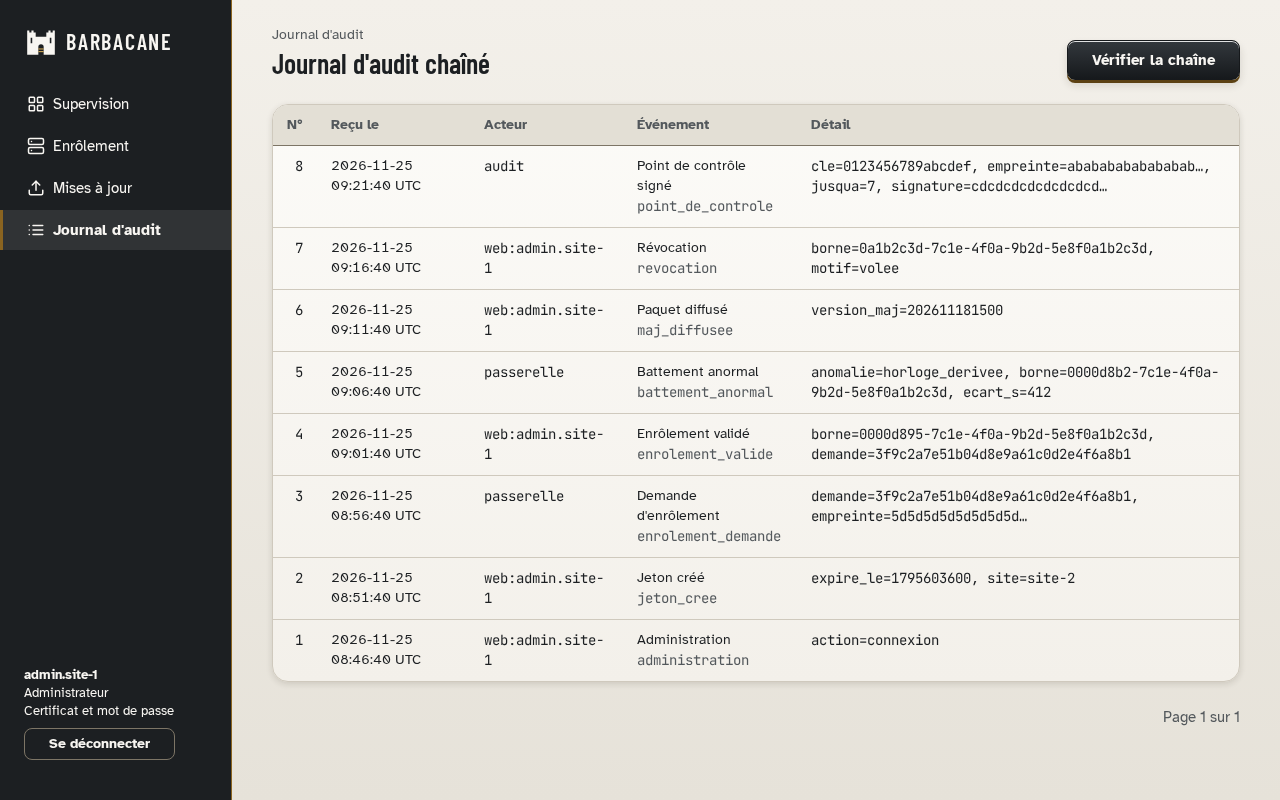 BARBACANE
Supervision
Enrôlement
Mises à jour
Journal d'audit
admin.site-1
Administrateur
Certificat et mot de passe
Se déconnecter
Journal d'audit
Journal d'audit chaîné
Vérifier la chaîne
N° Reçu le Acteur Événement Détail
8 2026-11-25 audit Point de contrôle cle=0123456789abcdef, empreinte=abababababababab…,
09:21:40 UTC signé jusqua=7, signature=cdcdcdcdcdcdcdcd…
point_de_controle
7 2026-11-25 web:admin.site- Révocation borne=0a1b2c3d-7c1e-4f0a-9b2d-5e8f0a1b2c3d,
09:16:40 UTC 1 revocation motif=volee
6 2026-11-25 web:admin.site- Paquet diffusé version_maj=202611181500
09:11:40 UTC 1 maj_diffusee
5 2026-11-25 passerelle Battement anormal anomalie=horloge_derivee, borne=0000d8b2-7c1e-4f0a-
09:06:40 UTC battement_anormal 9b2d-5e8f0a1b2c3d, ecart_s=412
4 2026-11-25 web:admin.site- Enrôlement validé borne=0000d895-7c1e-4f0a-9b2d-5e8f0a1b2c3d,
09:01:40 UTC 1 enrolement_valide demande=3f9c2a7e51b04d8e9a61c0d2e4f6a8b1
3 2026-11-25 passerelle Demande demande=3f9c2a7e51b04d8e9a61c0d2e4f6a8b1,
08:56:40 UTC d'enrôlement empreinte=5d5d5d5d5d5d5d5d…
enrolement_demande
2 2026-11-25 web:admin.site- Jeton créé expire_le=1795603600, site=site-2
08:51:40 UTC 1 jeton_cree
1 2026-11-25 web:admin.site- Administration action=connexion
08:46:40 UTC 1 administration
Page 1 sur 1